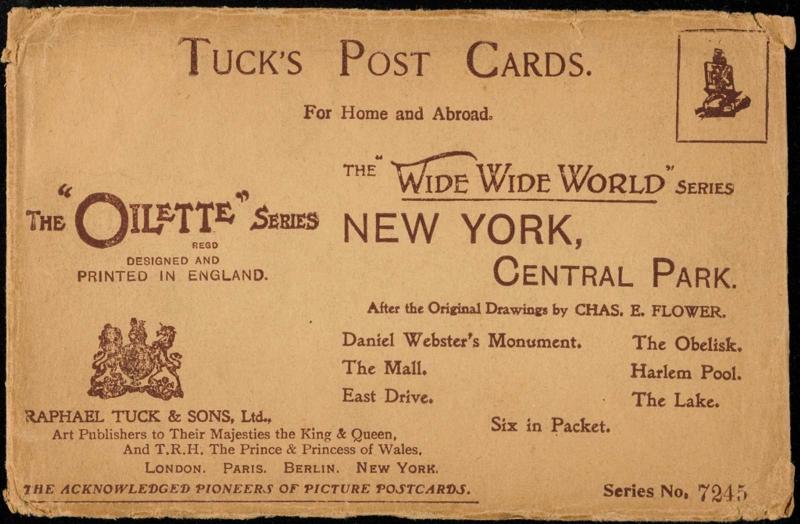 TUCK'S POST CARDS.
For Home and Abroad.
THE "OILETTE" SERIES
REGD
DESIGNED AND
PRINTED IN ENGLAND.
THE "WIDE WIDE WORLD" SERIES
NEW YORK,
CENTRAL PARK.
After the Original Drawings by CHAS. E. FLOWER.
Daniel Webster's Monument. The Obelisk.
The Mall. Harlem Pool.
East Drive. The Lake.
Six in Packet.
RAPHAEL TUCK & SONS, Ltd.,
Art Publishers to Their Majesties the King & Queen,
And T.R.H. The Prince & Princess of Wales.
LONDON. PARIS. BERLIN. NEW YORK.
THE ACKNOWLEDGED PIONEERS OF PICTURE POSTCARDS.
Series No. 7245